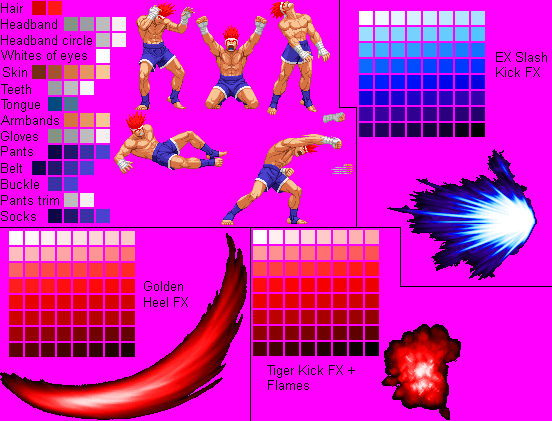 Hair
Headband
Headband circle
Whites of eyes
Skin
Teeth
Tongue
Armbands
Gloves
Pants
Belt
Buckle
Pants trim
Socks
EX Slash
Kick FX
Golden
Heel FX
Tiger Kick FX +
Flames